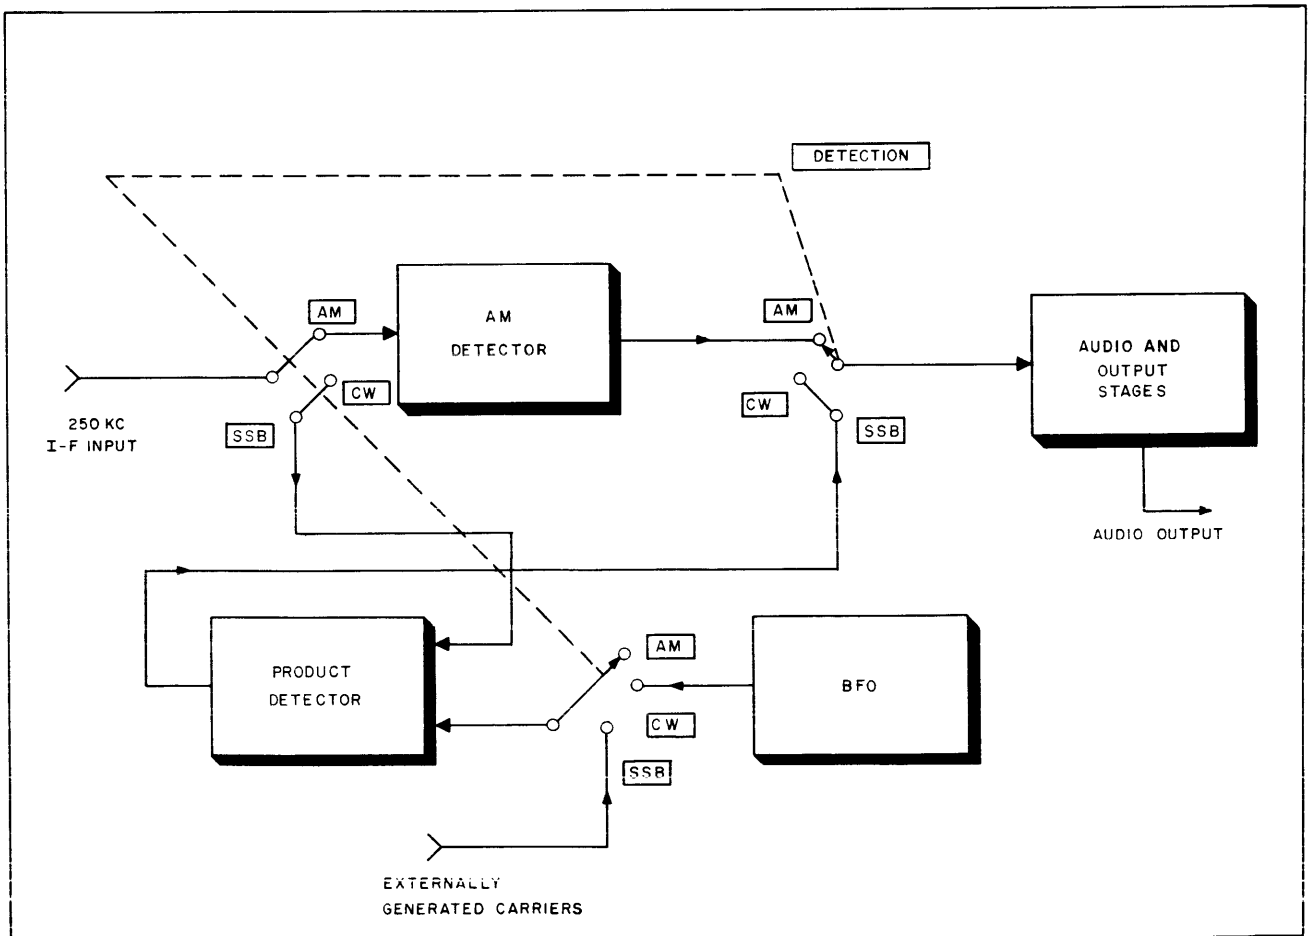 DETECTION
AM
AM
DETECTOR
AM
AUDIO AND
OUTPUT
STAGES
CW
CW
250 KC
I-F INPUT
SSB
SSB
AUDIO OUTPUT
PRODUCT
DETECTOR
AM
BFO
CW
SSB
EXTERNALLY
GENERATED CARRIERS